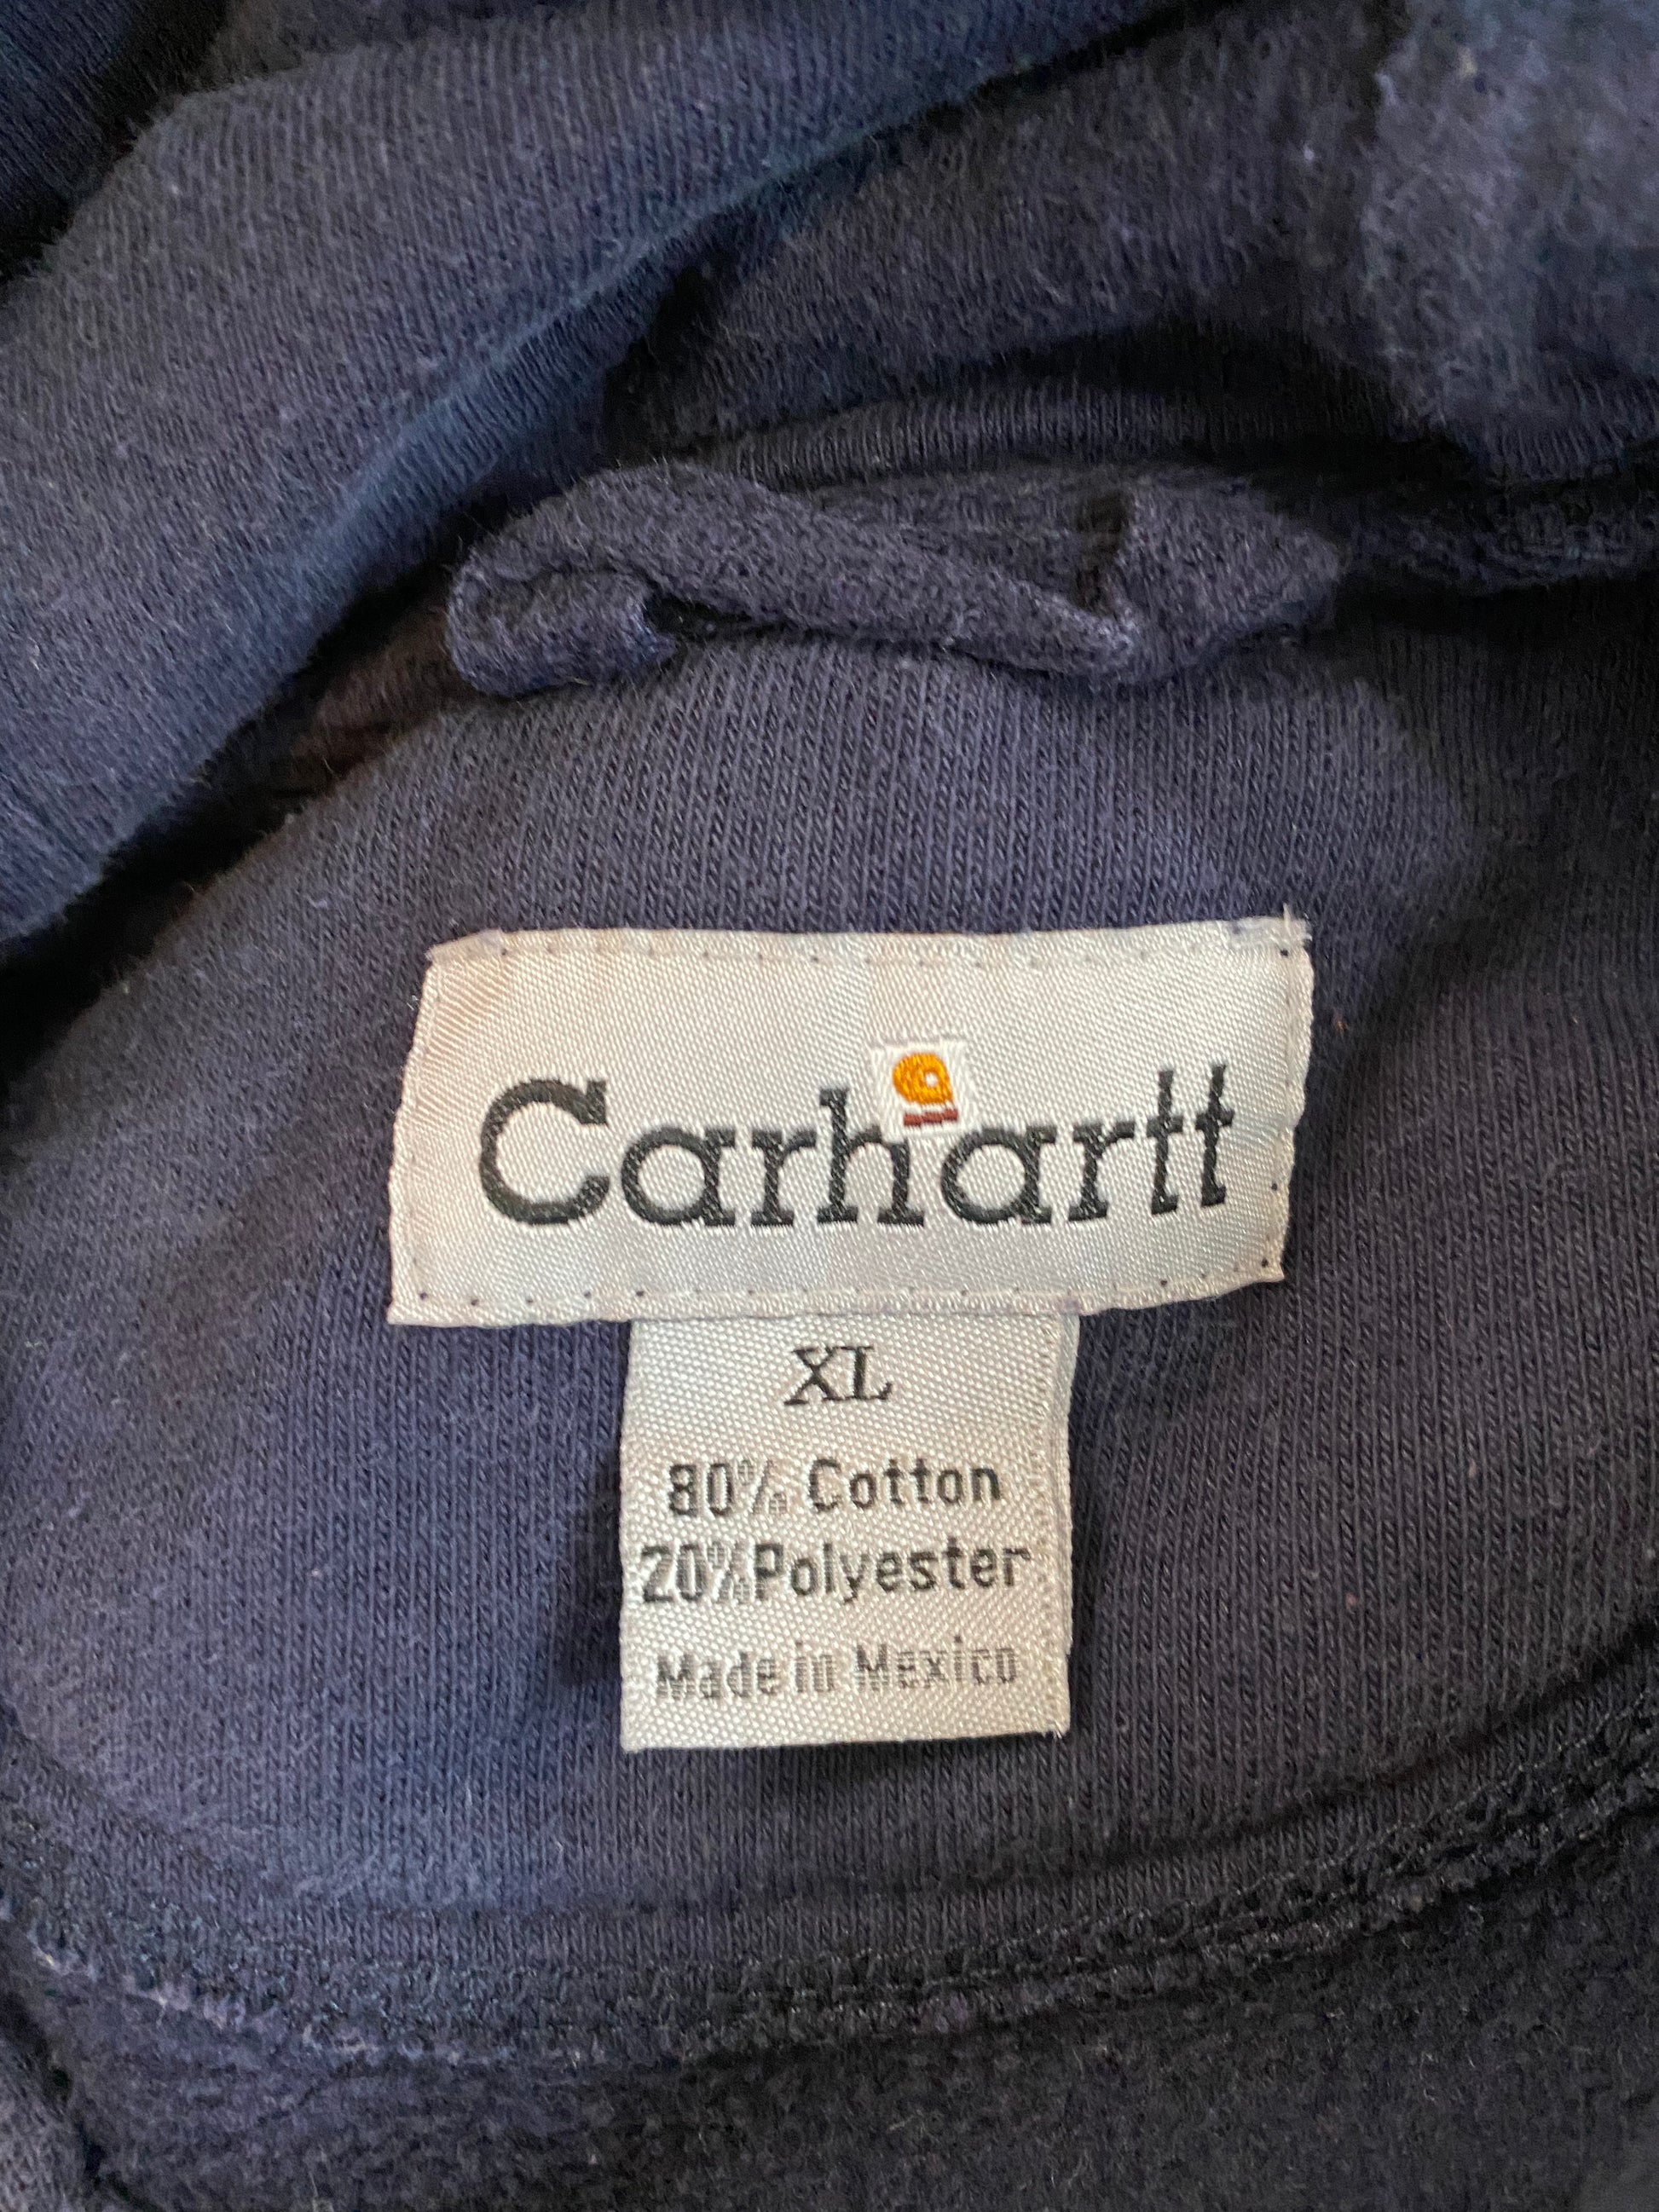 Carhartt
XL
80% Cotton
20% Polyester
Made in Mexico